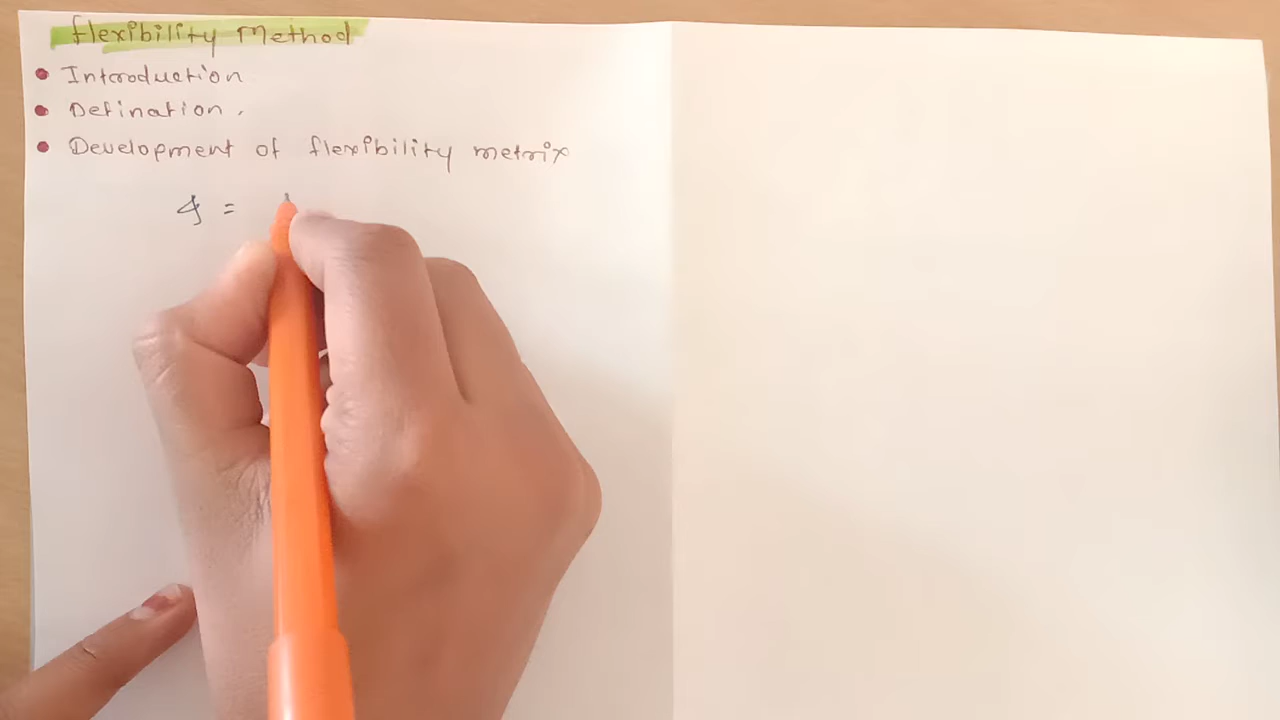 flexibility Method
Introduction
Defination.
Development of flexibility metrix
=